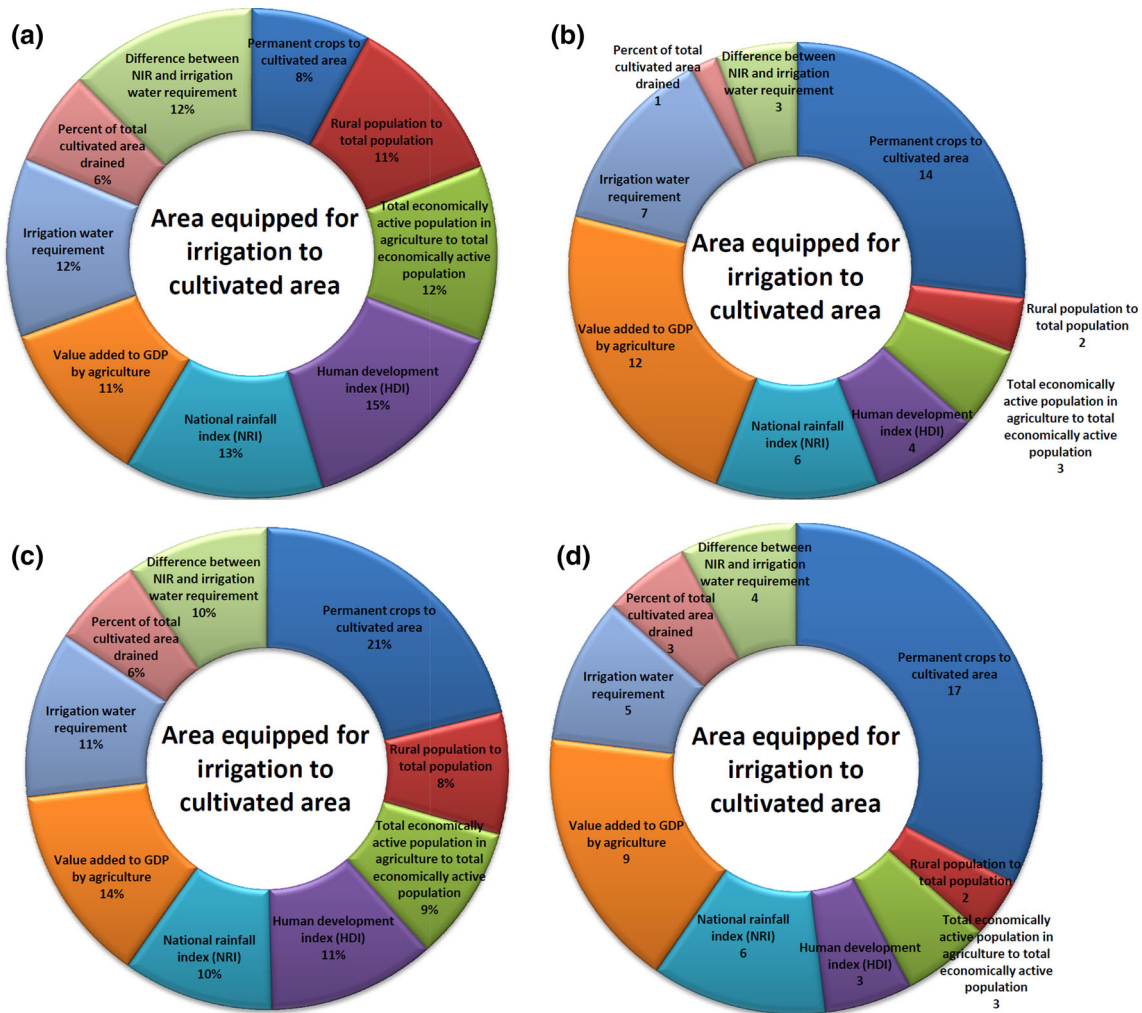 (a)
Permanent crops to
cultivated area
8%
Rural population to
total population
11%
Total economically
active population in
agriculture to total
economically active
population
12%
Human development
index (HDI)
15%
National rainfall
index (NRI)
13%
Value added to GDP
by agriculture
11%
Irrigation water
requirement
12%
Percent of total
cultivated area
drained
6%
Difference between
NIR and irrigation
water requirement
12%
Area equipped for
irrigation to
cultivated area
(b)
Permanent crops to
cultivated area
14
Rural population to
total population
2
Total economically
active population in
agriculture to total
economically active
population
3
Human development
index (HDI)
4
National rainfall
index (NRI)
6
Value added to GDP
by agriculture
12
Irrigation water
requirement
7
Percent of total
cultivated area
drained
1
Difference between
NIR and irrigation
water requirement
3
Area equipped for
irrigation to
cultivated area
(c)
Permanent crops to
cultivated area
21%
Rural population to
total population
8%
Total economically
active population in
agriculture to total
economically active
population
9%
Human development
index (HDI)
11%
National rainfall
index (NRI)
10%
Value added to GDP
by agriculture
14%
Irrigation water
requirement
11%
Percent of total
cultivated area
drained
6%
Difference between
NIR and irrigation
water requirement
10%
Area equipped for
irrigation to
cultivated area
(d)
Permanent crops to
cultivated area
17
Rural population to
total population
2
Total economically
active population in
agriculture to total
economically active
population
3
Human development
index (HDI)
3
National rainfall
index (NRI)
6
Value added to GDP
by agriculture
9
Irrigation water
requirement
5
Percent of total
cultivated area
drained
3
Difference between
NIR and irrigation
water requirement
4
Area equipped for
irrigation to
cultivated area